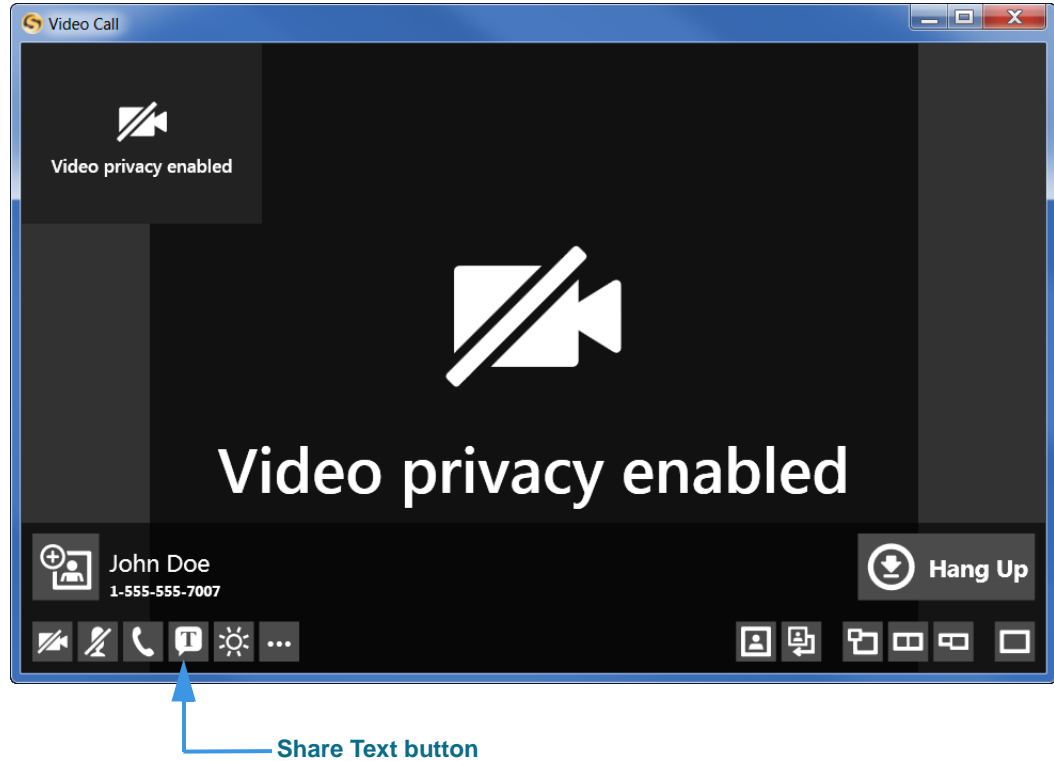 Video Call
Video privacy enabled
Video privacy enabled
John Doe
1-555-555-7007
Hang Up
T
Share Text button